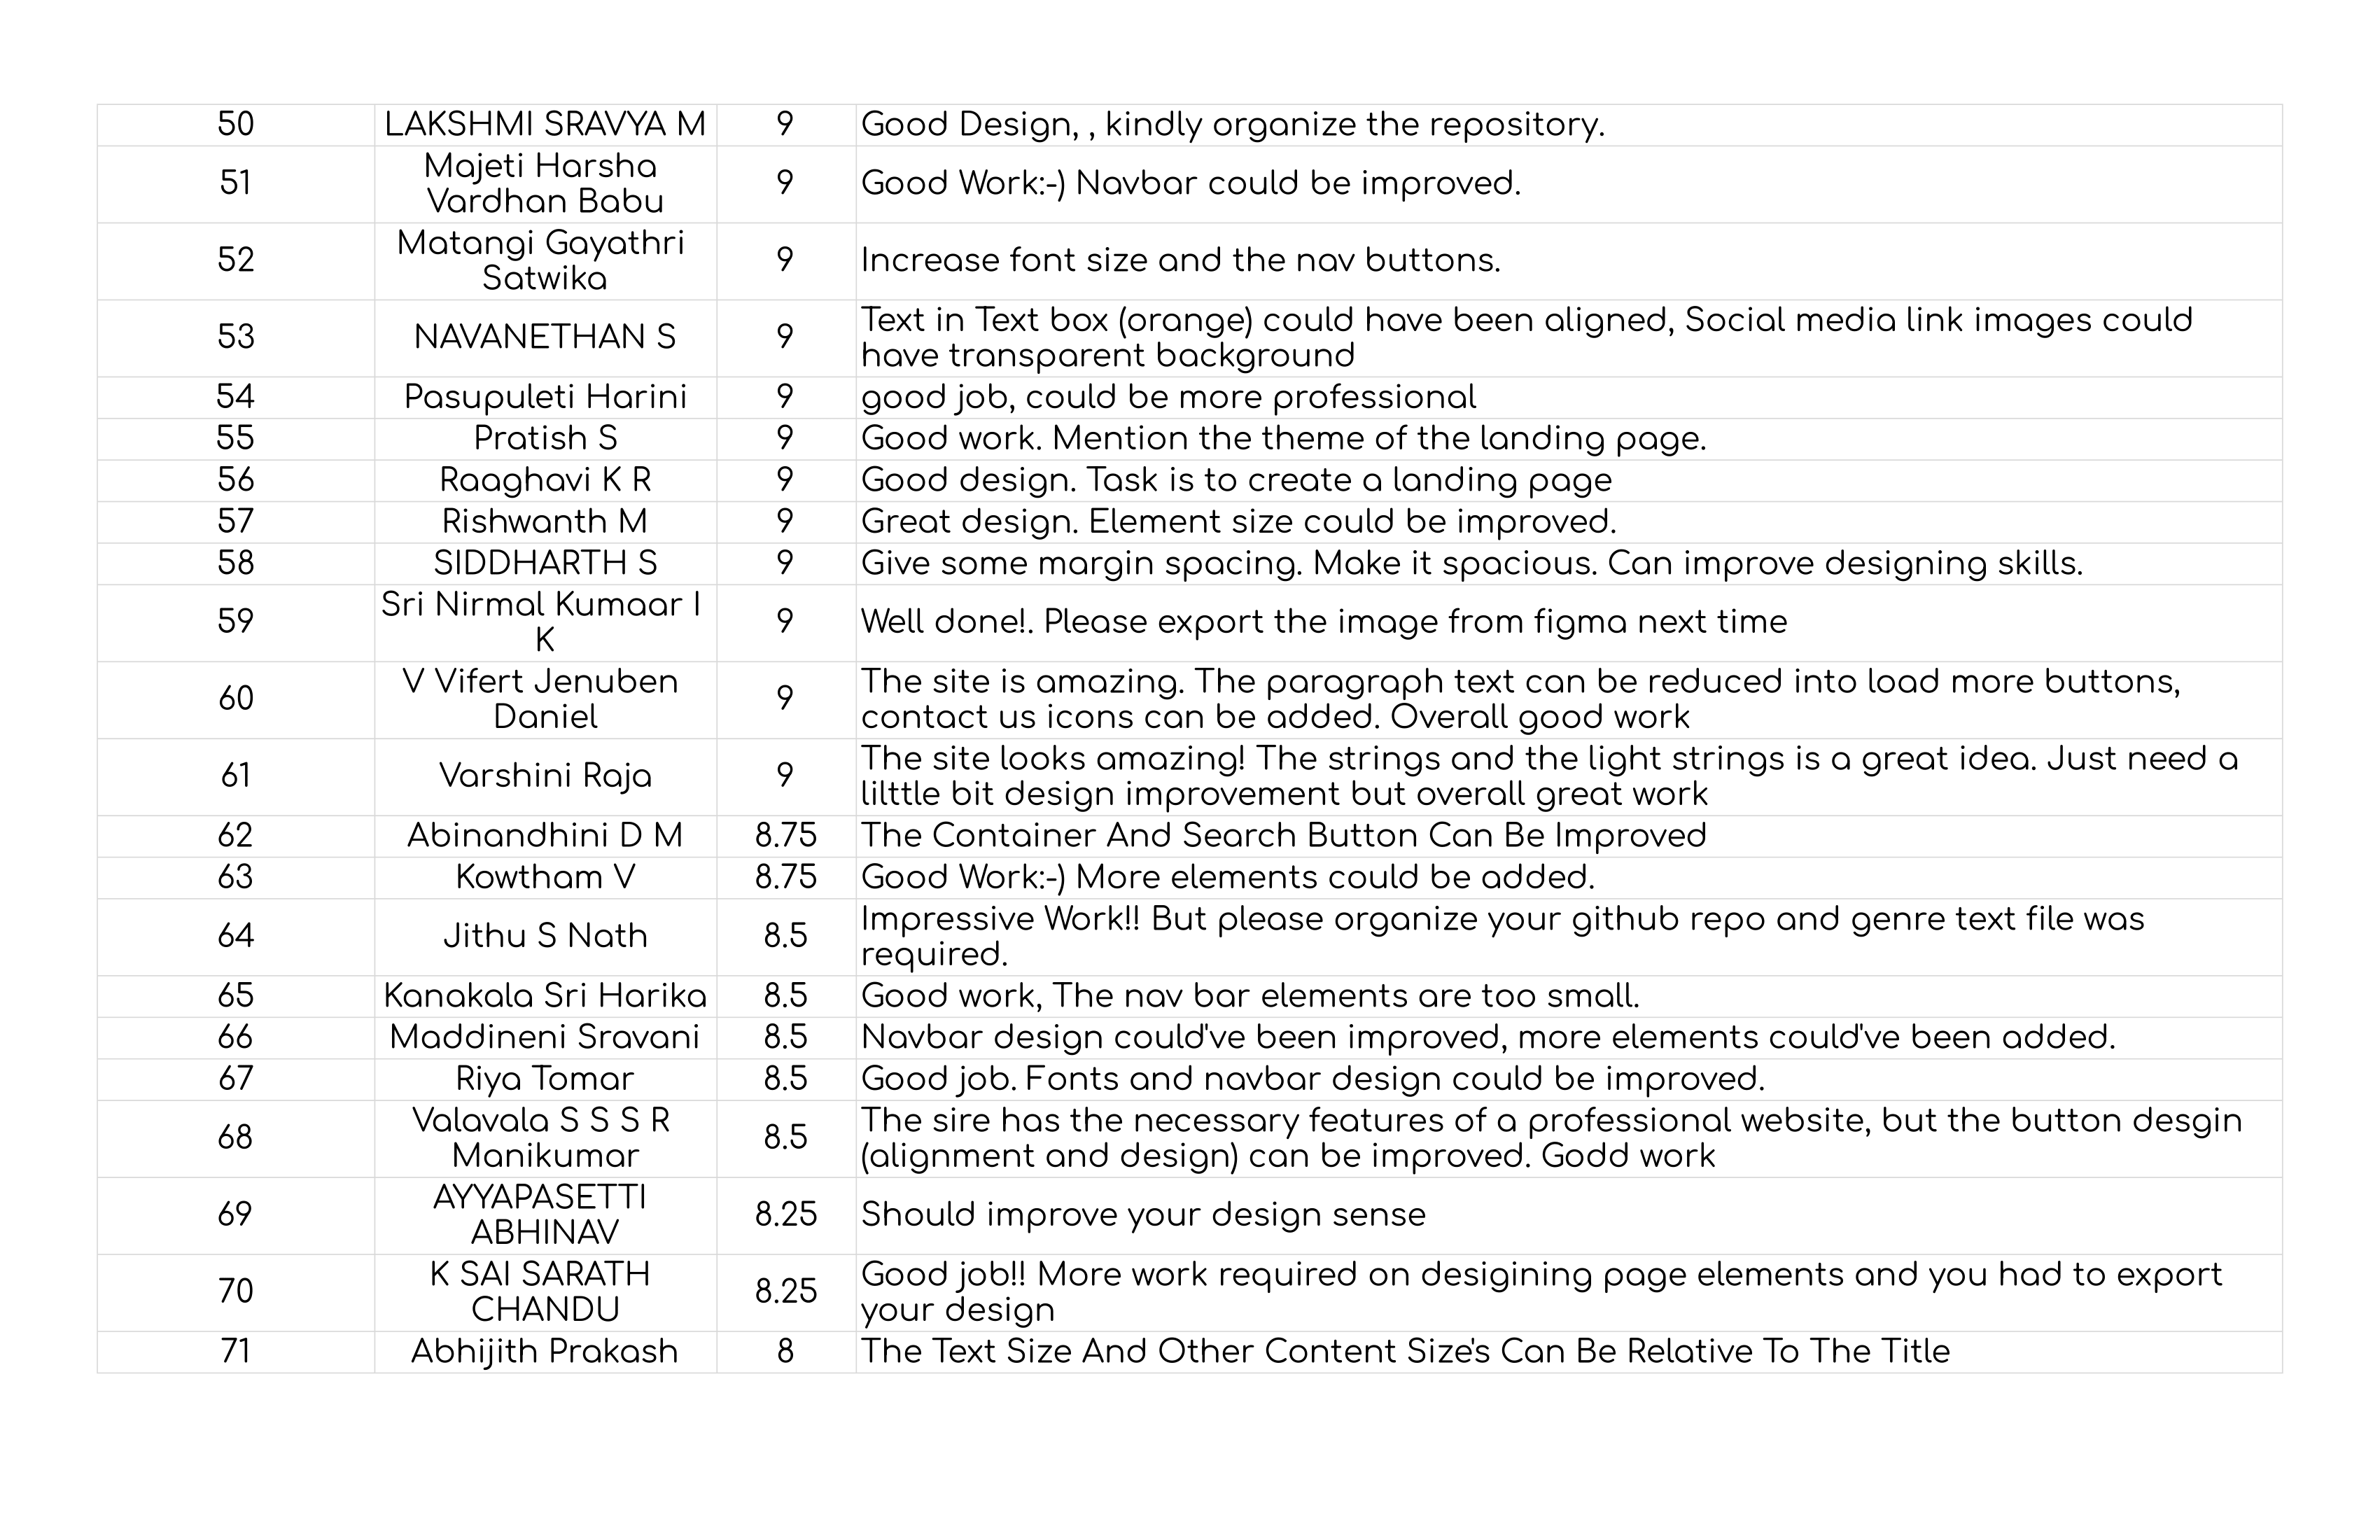 50 LAKSHMI SRAVYA M 9 Good Design, , kindly organize the repository.
51 Majeti Harsha
Vardhan Babu 9 Good Work:-) Navbar could be improved.
52 Matangi Gayathri
Satwika 9 Increase font size and the nav buttons.
53 NAVANETHAN S 9 Text in Text box (orange) could have been aligned, Social media link images could
have transparent background
54 Pasupuleti Harini 9 good job, could be more professional
55 Pratish S 9 Good work. Mention the theme of the landing page.
56 Raaghavi K R 9 Good design. Task is to create a landing page
57 Rishwanth M 9 Great design. Element size could be improved.
58 SIDDHARTH S 9 Give some margin spacing. Make it spacious. Can improve designing skills.
59 Sri Nirmal Kumaar I
K 9 Well done!. Please export the image from figma next time
60 V Vifert Jenuben
Daniel 9 The site is amazing. The paragraph text can be reduced into load more buttons,
contact us icons can be added. Overall good work
61 Varshini Raja 9 The site looks amazing! The strings and the light strings is a great idea. Just need a
lilttle bit design improvement but overall great work
62 Abinandhini D M 8.75 The Container And Search Button Can Be Improved
63 Kowtham V 8.75 Good Work:-) More elements could be added.
64 Jithu S Nath 8.5 Impressive Work!! But please organize your github repo and genre text file was
required.
65 Kanakala Sri Harika 8.5 Good work, The nav bar elements are too small.
66 Maddineni Sravani 8.5 Navbar design could've been improved, more elements could've been added.
67 Riya Tomar 8.5 Good job. Fonts and navbar design could be improved.
68 Valavala S S S R
Manikumar 8.5 The sire has the necessary features of a professional website, but the button desgin
(alignment and design) can be improved. Godd work
69 AYYAPASETTI
ABHINAV 8.25 Should improve your design sense
70 K SAI SARATH
CHANDU 8.25 Good job!! More work required on desigining page elements and you had to export
your design
71 Abhijith Prakash 8 The Text Size And Other Content Size's Can Be Relative To The Title